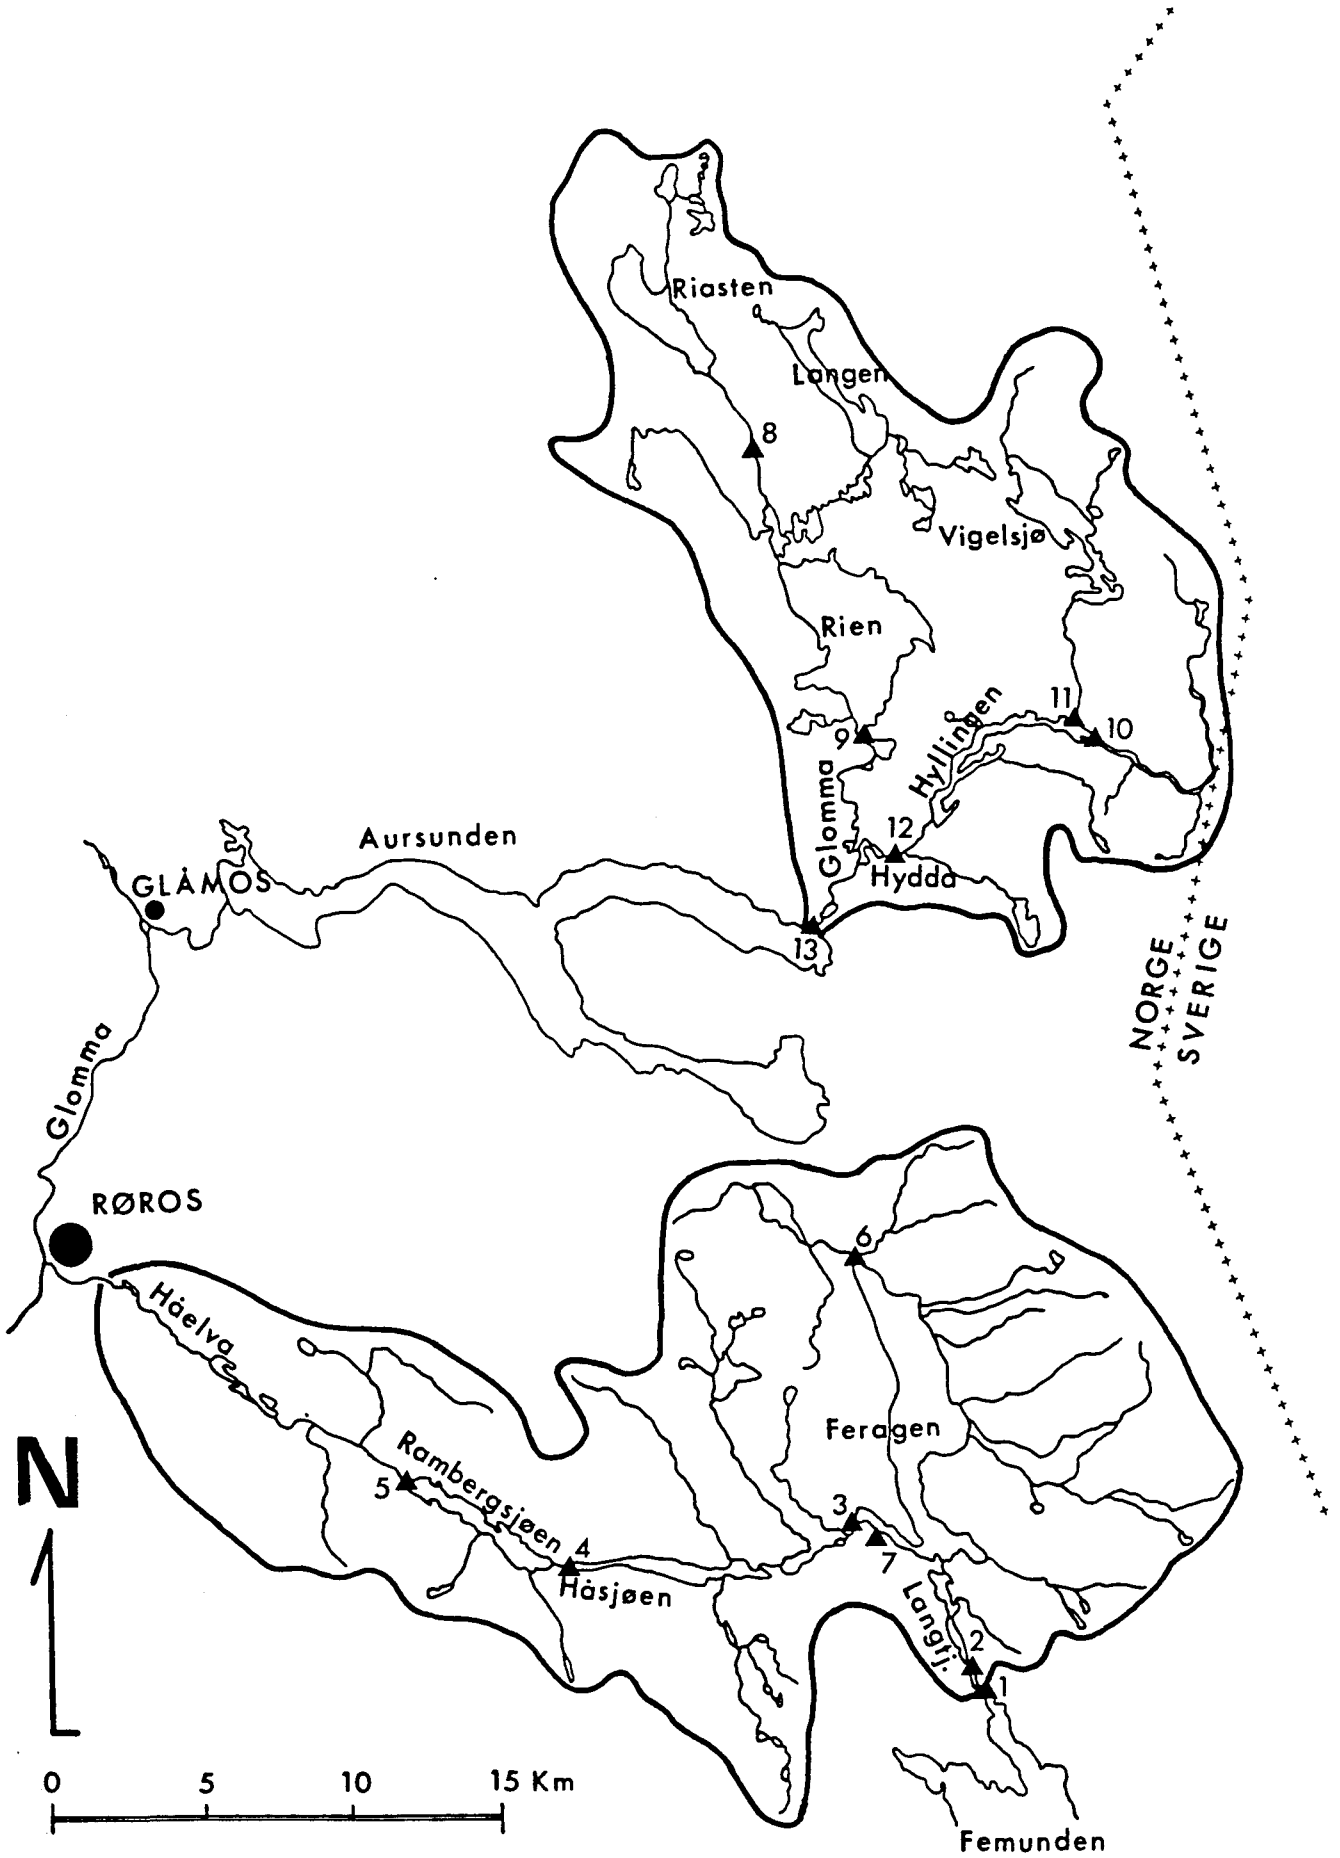 Riasten
Langen
8
Vigelsjø
Rien
11
10
9
Hyllingen
Glomma
12
Hydda
Aursunden
GLÅMOS
13
NORGE
SVERIGE
Glomma
RØROS
6
Håelva
Feragen
Rambergsjøen
5
3
4
7
Håsjøen
Langtj.
2
1
N
0 5 10 15 Km
Femunden